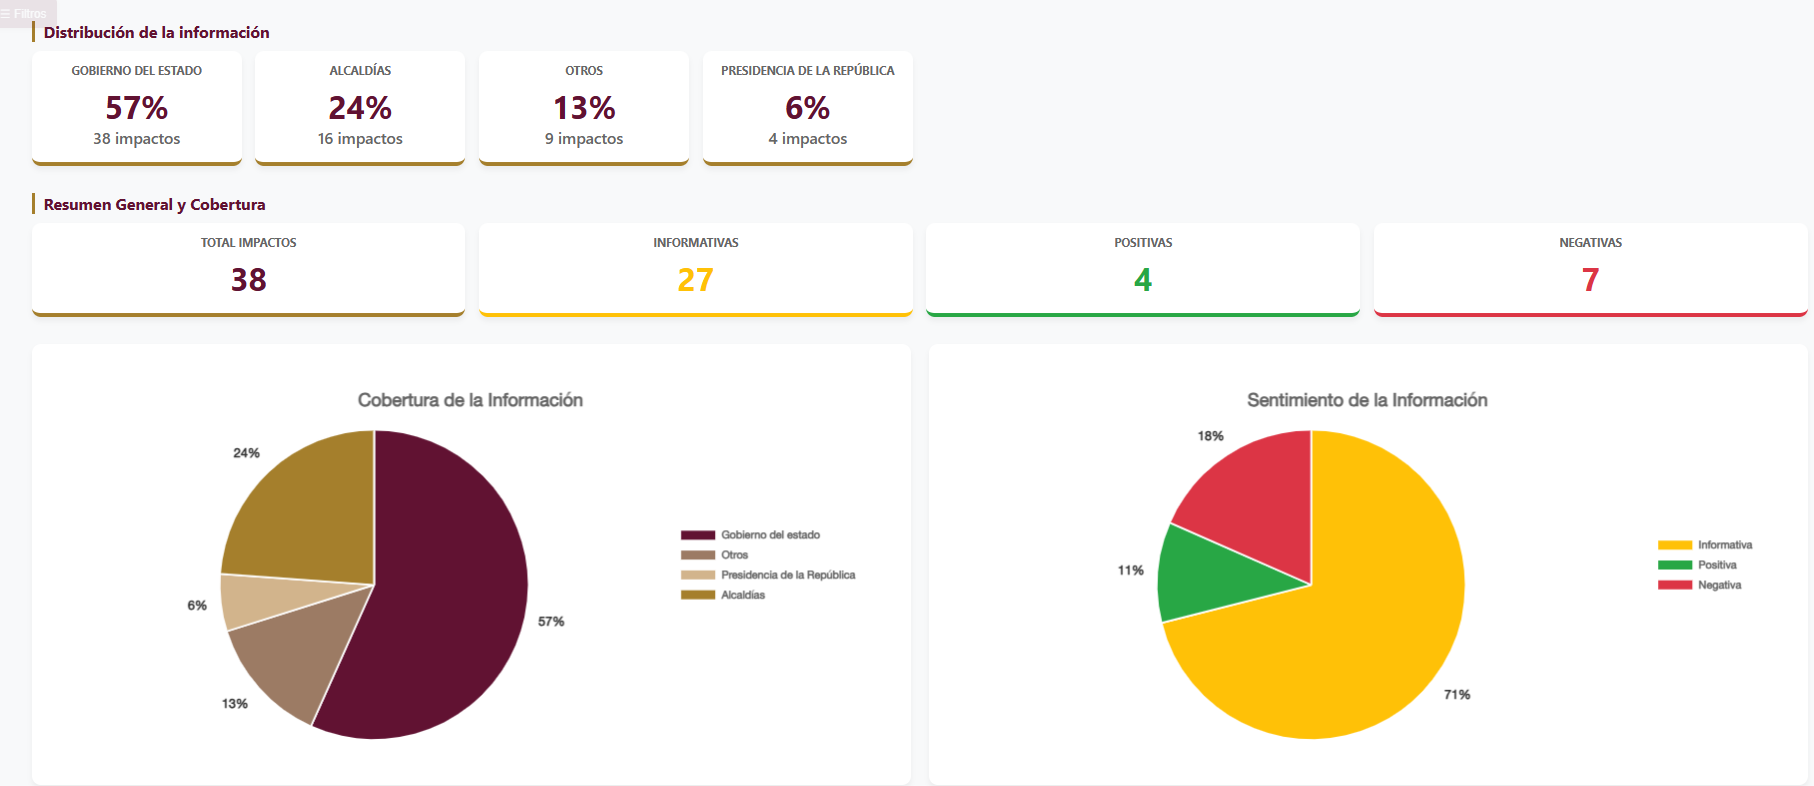 ☰ Filtros
Distribución de la información
GOBIERNO DEL ESTADO
57%
38 impactos
ALCALDÍAS
24%
16 impactos
OTROS
13%
9 impactos
PRESIDENCIA DE LA REPÚBLICA
6%
4 impactos
Resumen General y Cobertura
TOTAL IMPACTOS
38
INFORMATIVAS
27
POSITIVAS
4
NEGATIVAS
7
Cobertura de la Información
24%
6%
13%
57%
Gobierno del estado
Otros
Presidencia de la República
Alcaldías
Sentimiento de la Información
18%
11%
71%
Informativa
Positiva
Negativa